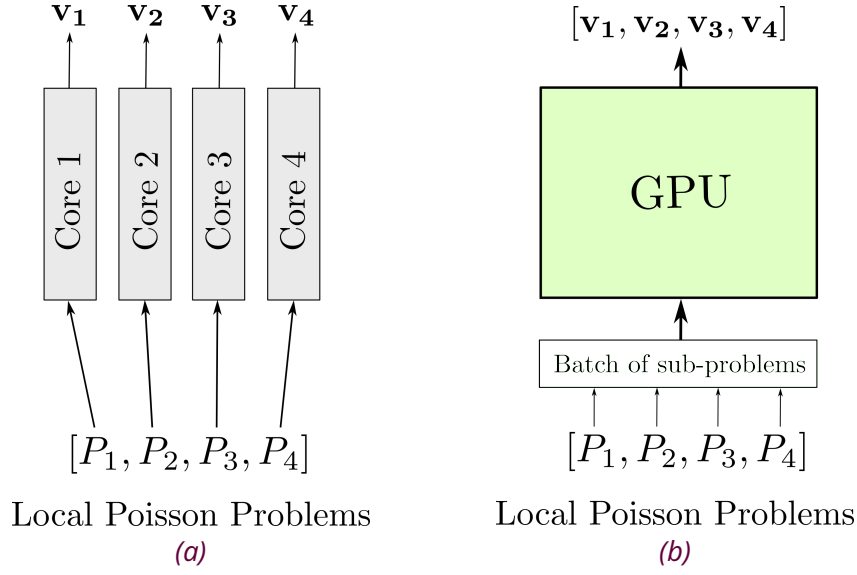 v₁ v₂ v₃ v₄
Core 1
Core 2
Core 3
Core 4
[P₁, P₂, P₃, P₄]
Local Poisson Problems
(a)
[v₁, v₂, v₃, v₄]
GPU
Batch of sub-problems
[P₁, P₂, P₃, P₄]
Local Poisson Problems
(b)